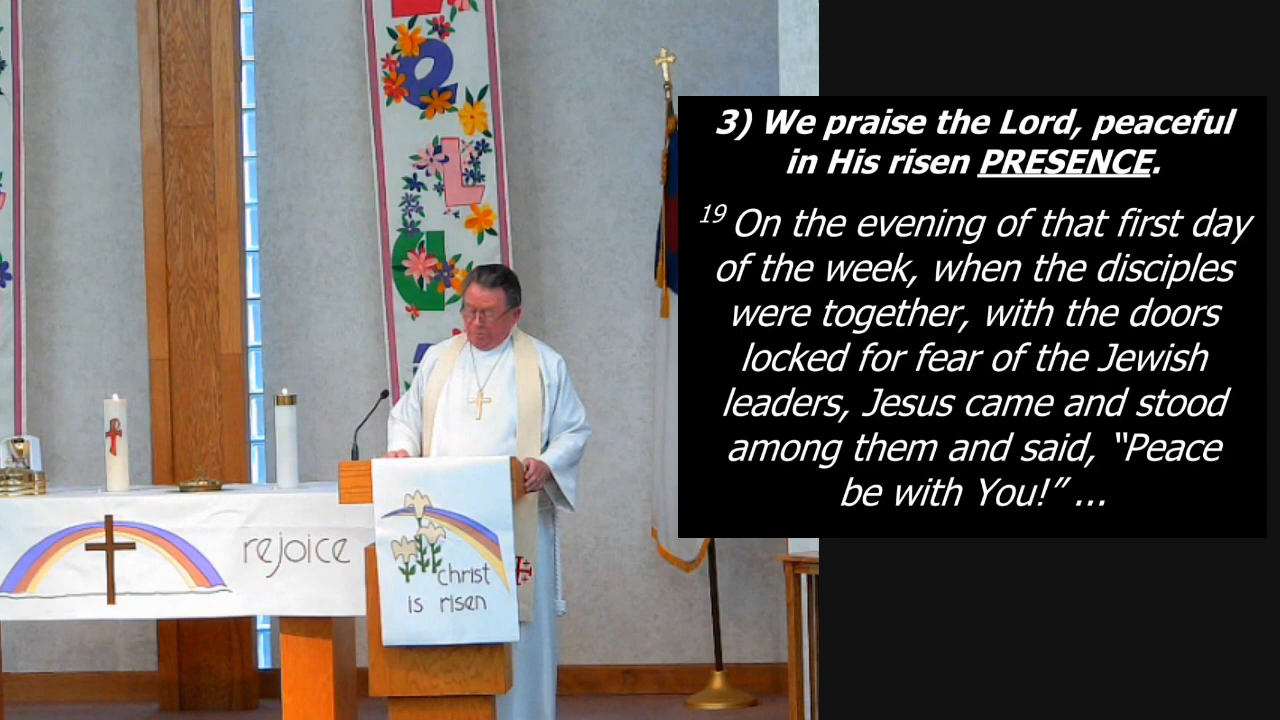 3) We praise the Lord, peaceful
in His risen PRESENCE.
19 On the evening of that first day
of the week, when the disciples
were together, with the doors
locked for fear of the Jewish
leaders, Jesus came and stood
among them and said, “Peace
be with You!” ...
rejoice
christ
is risen